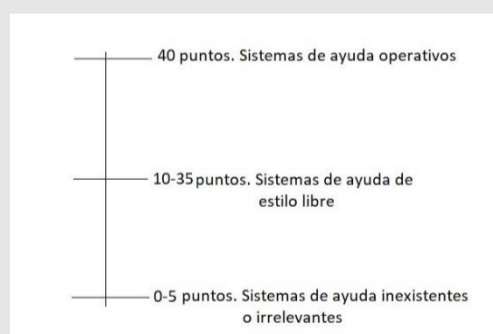 40 puntos. Sistemas de ayuda operativos
10-35 puntos. Sistemas de ayuda de
estilo libre
0-5 puntos. Sistemas de ayuda inexistentes
o irrelevantes